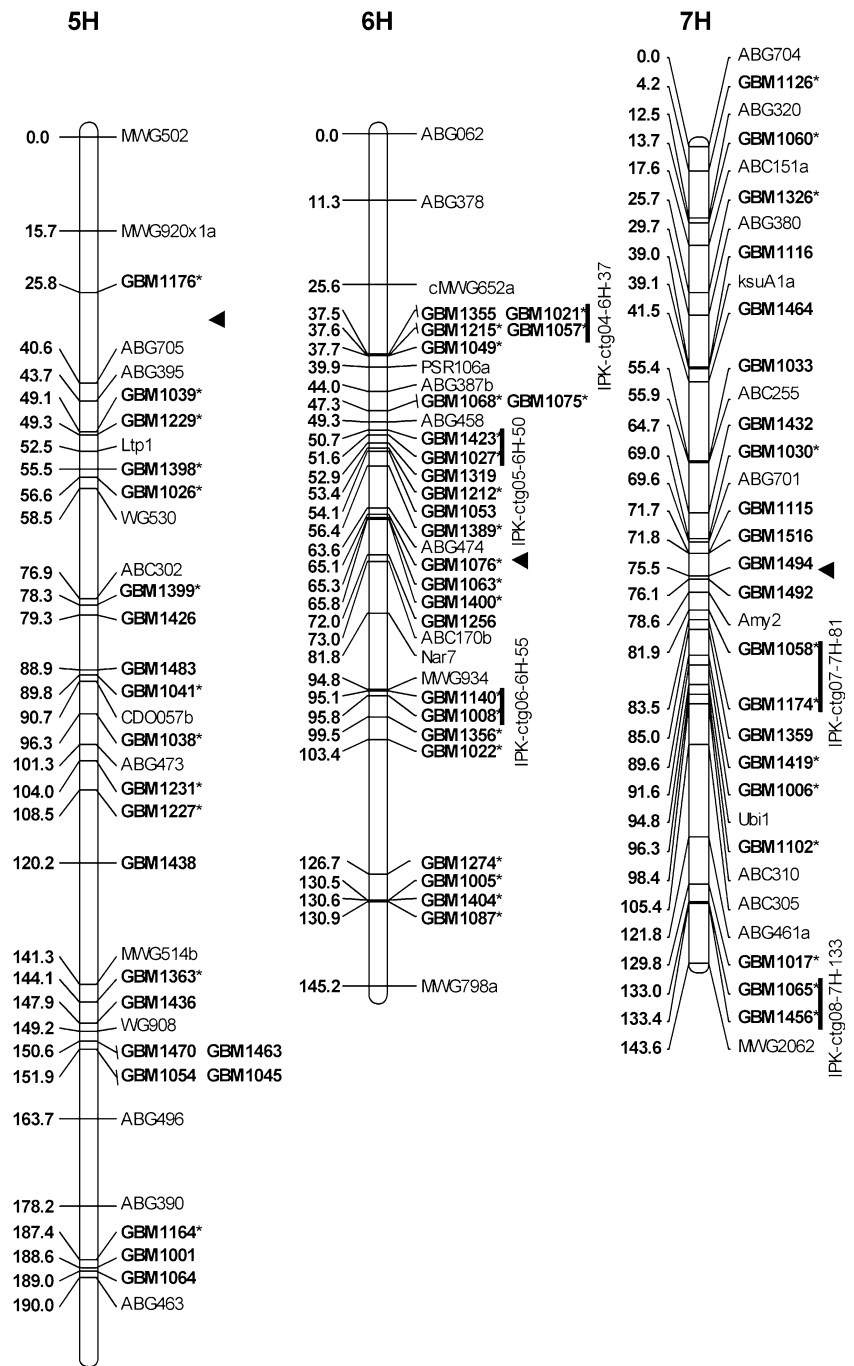 5H
0.0 MWG502
15.7 MWG920x1a
25.8 GBM1176*
40.6 ABG705
43.7 ABG395
49.1 GBM1039*
49.3 GBM1229*
52.5 Ltp1
55.5 GBM1398*
56.6 GBM1026*
58.5 WG530
76.9 ABC302
78.3 GBM1399*
79.3 GBM1426
88.9 GBM1483
89.8 GBM1041*
90.7 CDO057b
96.3 GBM1038*
101.3 ABG473
104.0 GBM1231*
108.5 GBM1227*
120.2 GBM1438
141.3 MWG514b
144.1 GBM1363*
147.9 GBM1436
149.2 WG908
150.6 GBM1470 GBM1463
151.9 GBM1054 GBM1045
163.7 ABG496
178.2 ABG390
187.4 GBM1164*
188.6 GBM1001
189.0 GBM1064
190.0 ABG463
6H
0.0 ABG062
11.3 ABG378
25.6 cMWG652a
37.5 GBM1355 GBM1021*
37.6 GBM1215* GBM1057*
37.7 GBM1049*
39.9 PSR106a
44.0 ABG387b
47.3 GBM1068* GBM1075*
49.3 ABG458
50.7 GBM1423*
51.6 GBM1027*
52.9 GBM1319
53.4 GBM1212*
54.1 GBM1053
56.4 GBM1389*
63.6 ABG474
65.1 GBM1076*
65.3 GBM1063*
65.8 GBM1400*
72.0 GBM1256
73.0 ABC170b
81.8 Nar7
94.8 MWG934
95.1 GBM1140*
95.8 GBM1008*
99.5 GBM1356*
103.4 GBM1022*
126.7 GBM1274*
130.5 GBM1005*
130.6 GBM1404*
130.9 GBM1087*
145.2 MWG798a
IPK-ctg04-6H-37
IPK-ctg05-6H-50
IPK-ctg06-6H-55
7H
0.0 ABG704
4.2 GBM1126*
12.5 ABG320
13.7 GBM1060*
17.6 ABC151a
25.7 GBM1326*
29.7 ABG380
39.0 GBM1116
39.1 ksuA1a
41.5 GBM1464
55.4 GBM1033
55.9 ABC255
64.7 GBM1432
69.0 GBM1030*
69.6 ABG701
71.7 GBM1115
71.8 GBM1516
75.5 GBM1494
76.1 GBM1492
78.6 Amy2
81.9 GBM1058*
83.5 GBM1174*
85.0 GBM1359
89.6 GBM1419*
91.6 GBM1006*
94.8 Ubi1
96.3 GBM1102*
98.4 ABC310
105.4 ABC305
121.8 ABG461a
129.8 GBM1017*
133.0 GBM1065*
133.4 GBM1456*
143.6 MWG2062
IPK-ctg07-7H-81
IPK-ctg08-7H-133